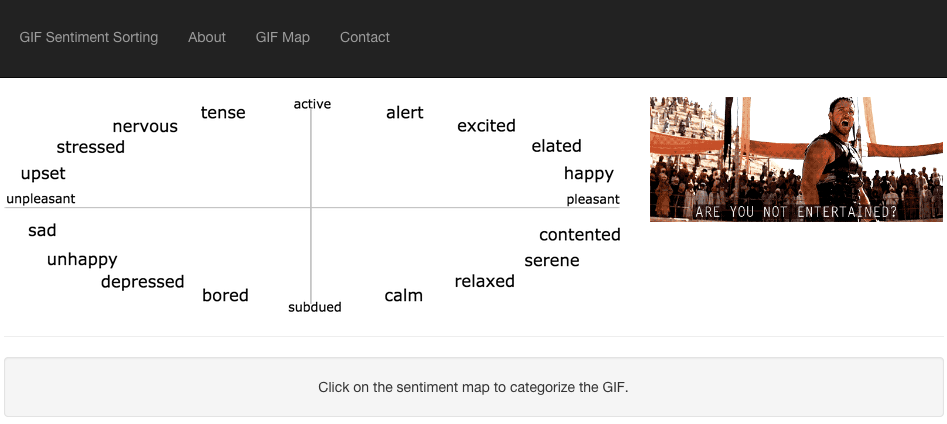 GIF Sentiment Sorting About GIF Map Contact
active
tense alert
nervous excited
stressed elated
upset happy
unpleasant pleasant
sad contented
unhappy serene
depressed relaxed
bored calm
subdued
ARE YOU NOT ENTERTAINED?
Click on the sentiment map to categorize the GIF.